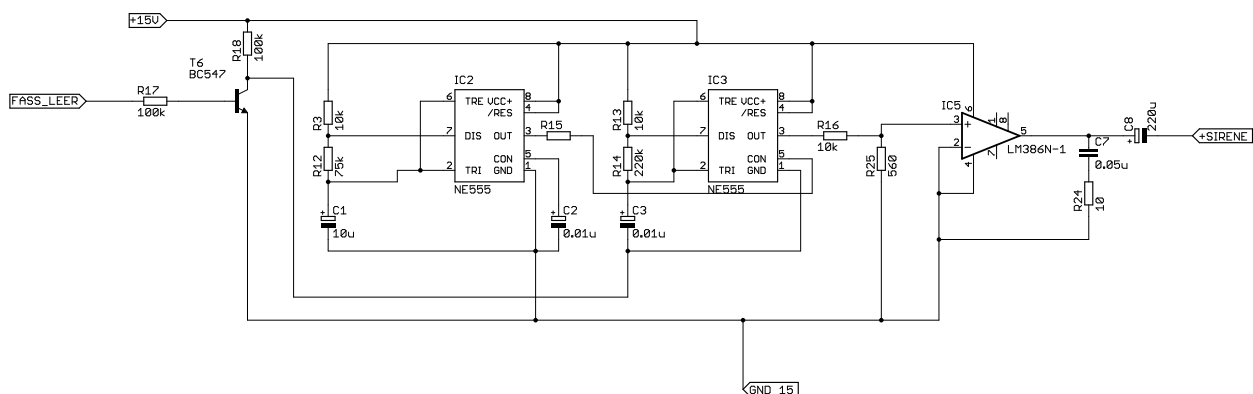 +15V
R18
100k
T6
BC547
FASS_LEER
R17
100k
R3
10k
R12
75k
C1
10u
IC2
6 TRE VCC+ 8
/RES 4
7 DIS OUT 3
CON 5
2 TRI GND 1
NE555
R15
C2
0.01u
R13
10k
R14
220k
C3
0.01u
IC3
6 TRE VCC+ 8
/RES 4
7 DIS OUT 3
CON 5
2 TRI GND 1
NE555
R16
10k
R25
560
IC5
3 + 6 1 8 5
2 - 4 7
LM386N-1
C7
0.05u
R24
10
C8
220u
+
+SIRENE
GND_15